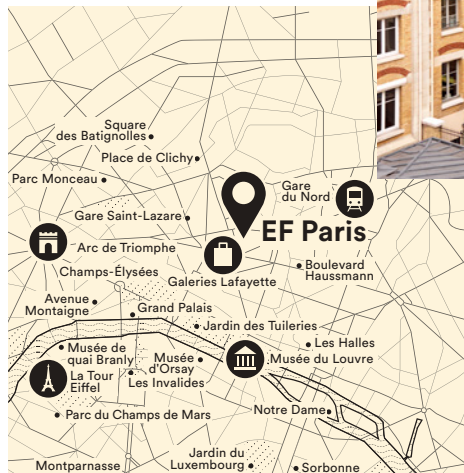 Square
des Batignolles
Place de Clichy
Parc Monceau
Gare
du Nord
Gare Saint-Lazare
EF Paris
Arc de Triomphe
Boulevard
Haussmann
Champs-Élysées
Galeries Lafayette
Avenue
Montaigne
Grand Palais
Jardin des Tuileries
Les Halles
Musée de
quai Branly
Musée
d'Orsay
Musée du Louvre
La Tour
Eiffel
Les Invalides
Notre Dame
Parc du Champs de Mars
Jardin du
Luxembourg
Montparnasse
Sorbonne